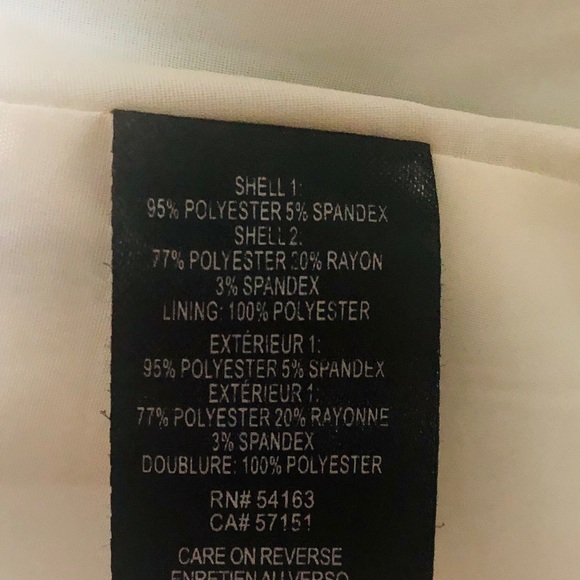 SHELL 1:
95% POLYESTER 5% SPANDEX
SHELL 2:
77% POLYESTER 20% RAYON
3% SPANDEX
LINING: 100% POLYESTER
EXTÉRIEUR 1:
95% POLYESTER 5% SPANDEX
EXTÉRIEUR 1:
77% POLYESTER 20% RAYONNE
3% SPANDEX
DOUBLURE: 100% POLYESTER
RN# 54163
CA# 57151
CARE ON REVERSE
ENTRETIEN AU VERSO